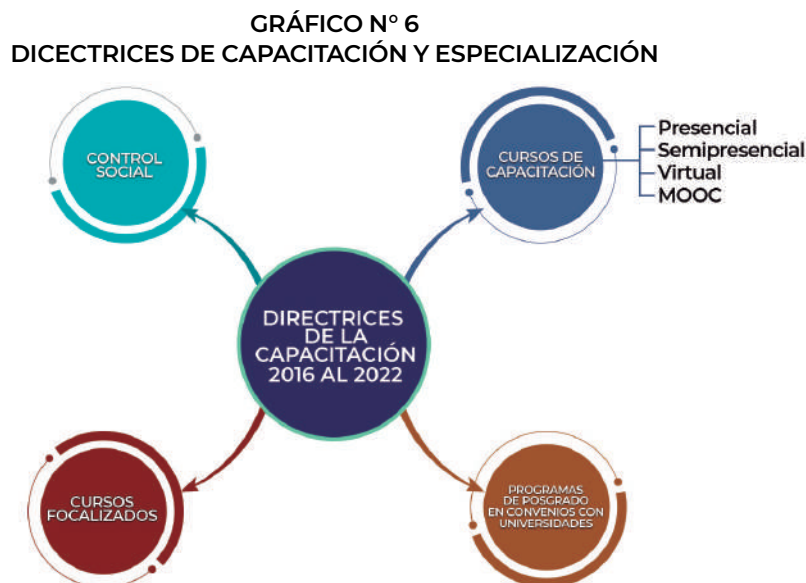 GRÁFICO N° 6
DICECTRICES DE CAPACITACIÓN Y ESPECIALIZACIÓN
CONTROL
SOCIAL
CURSOS DE
CAPACITACIÓN
Presencial
Semipresencial
Virtual
MOOC
DIRECTRICES
DE LA
CAPACITACIÓN
2016 AL 2022
CURSOS
FOCALIZADOS
PROGRAMAS
DE POSGRADO
EN CONVENIOS CON
UNIVERSIDADES